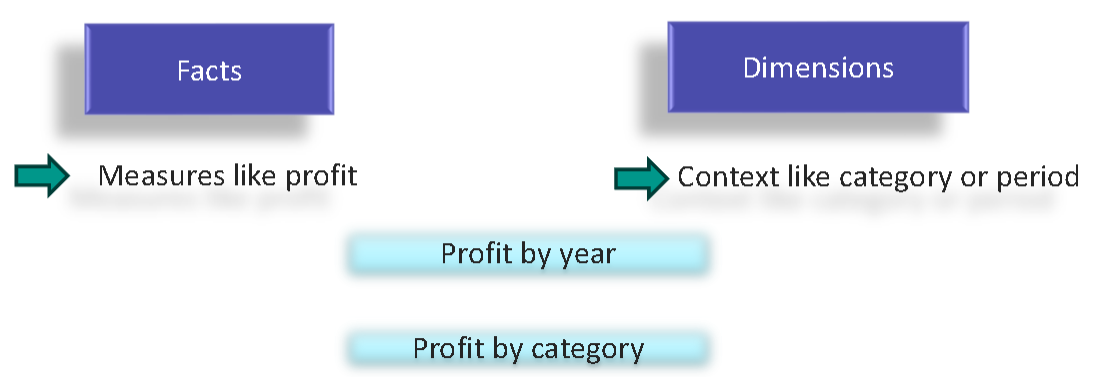 Facts
Dimensions
Measures like profit
Context like category or period
Profit by year
Profit by category